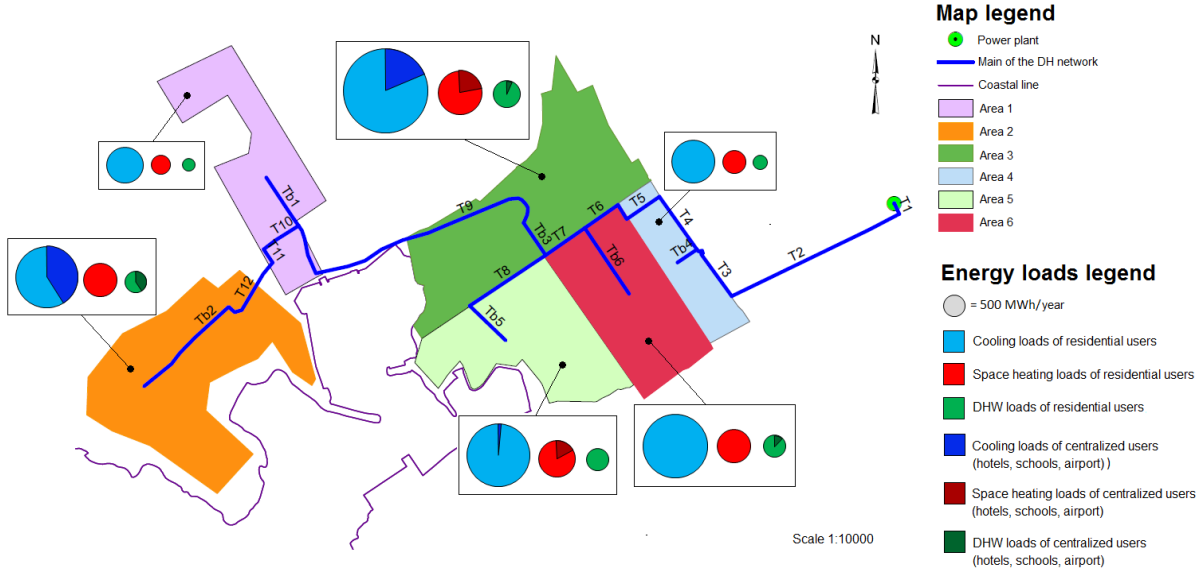 Map legend
Power plant
Main of the DH network
Coastal line
Area 1
Area 2
Area 3
Area 4
Area 5
Area 6
N
Tb1
T10
T11
T12
Tb2
T9
Tb3
T7
T6
T5
T4
Tb4
T3
T2
T1
T8
Tb5
Tb6
Energy loads legend
= 500 MWh/year
Cooling loads of residential users
Space heating loads of residential users
DHW loads of residential users
Cooling loads of centralized users
(hotels, schools, airport) )
Space heating loads of centralized users
(hotels, schools, airport)
DHW loads of centralized users
(hotels, schools, airport)
Scale 1:10000